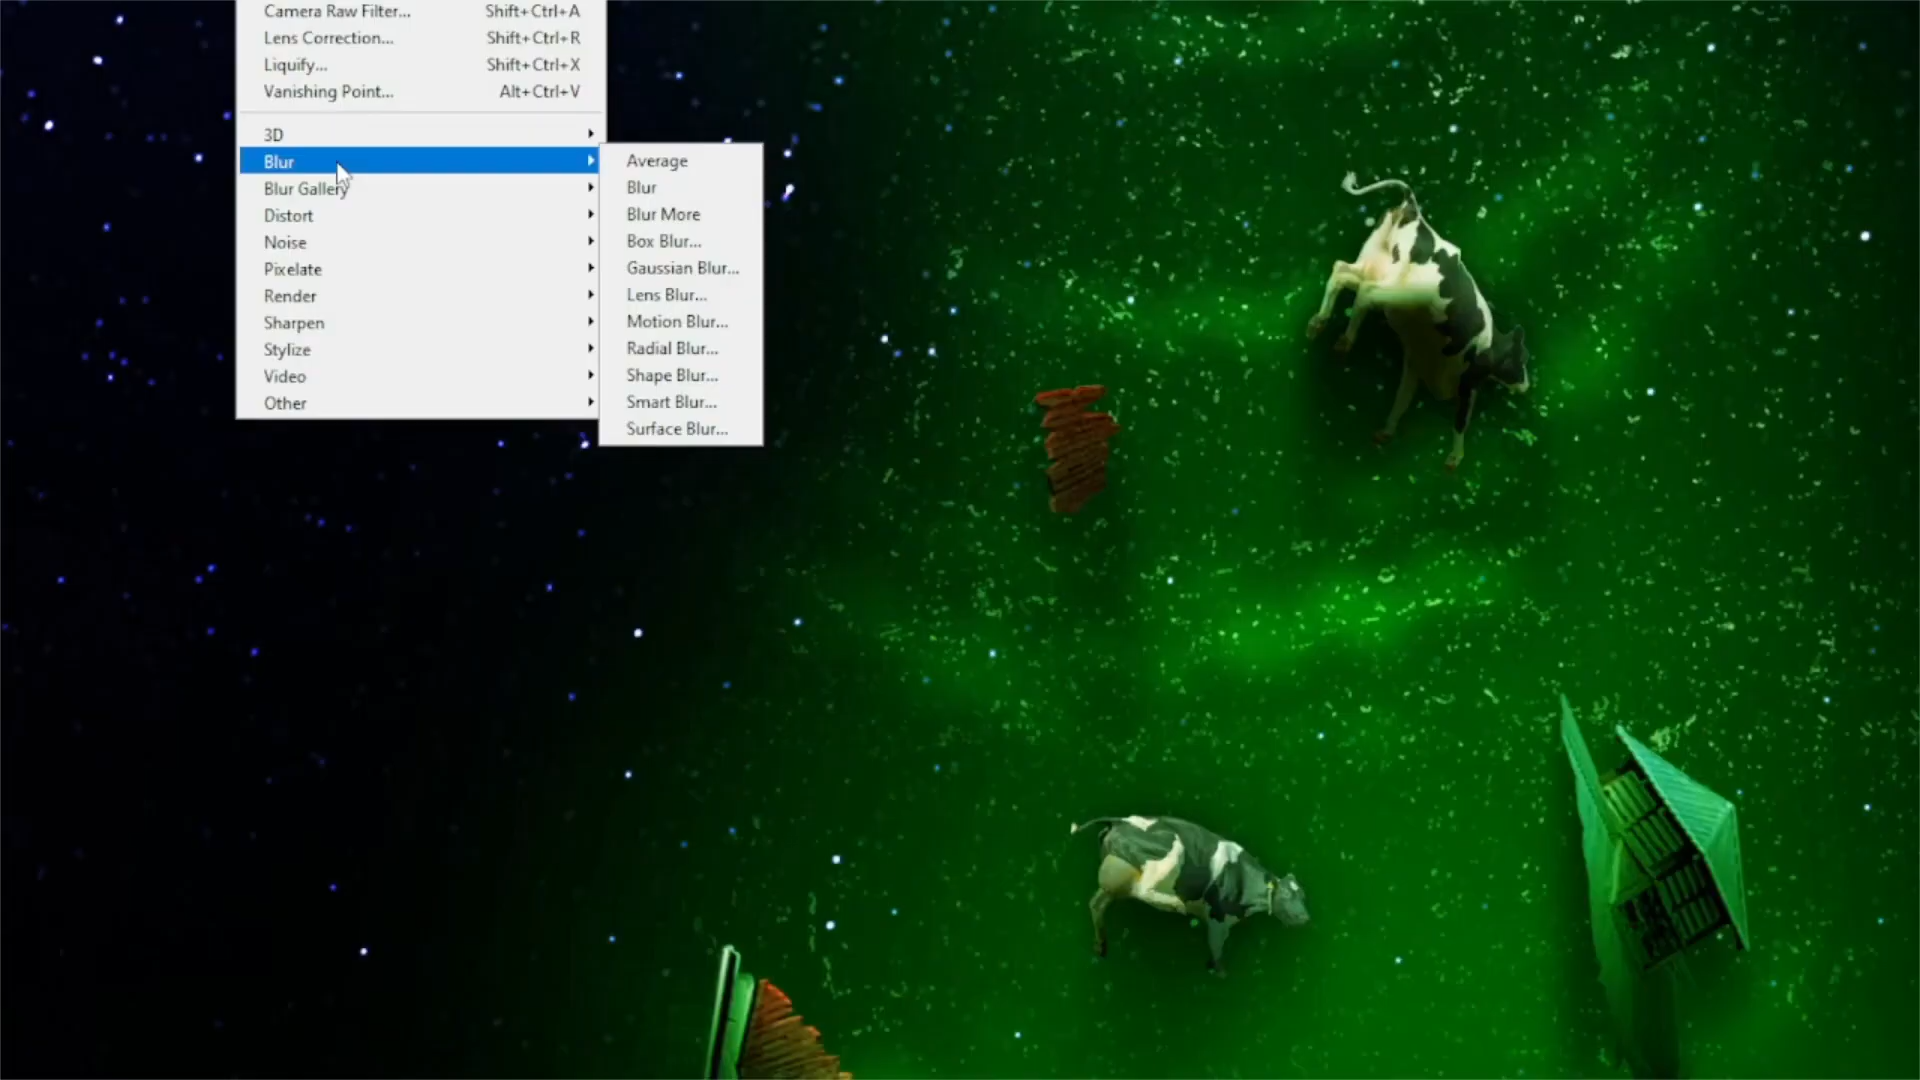 Camera Raw Filter... Shift+Ctrl+A
Lens Correction... Shift+Ctrl+R
Liquify... Shift+Ctrl+X
Vanishing Point... Alt+Ctrl+V
3D
Blur
Blur Gallery
Distort
Noise
Pixelate
Render
Sharpen
Stylize
Video
Other
Average
Blur
Blur More
Box Blur...
Gaussian Blur...
Lens Blur...
Motion Blur...
Radial Blur...
Shape Blur...
Smart Blur...
Surface Blur...